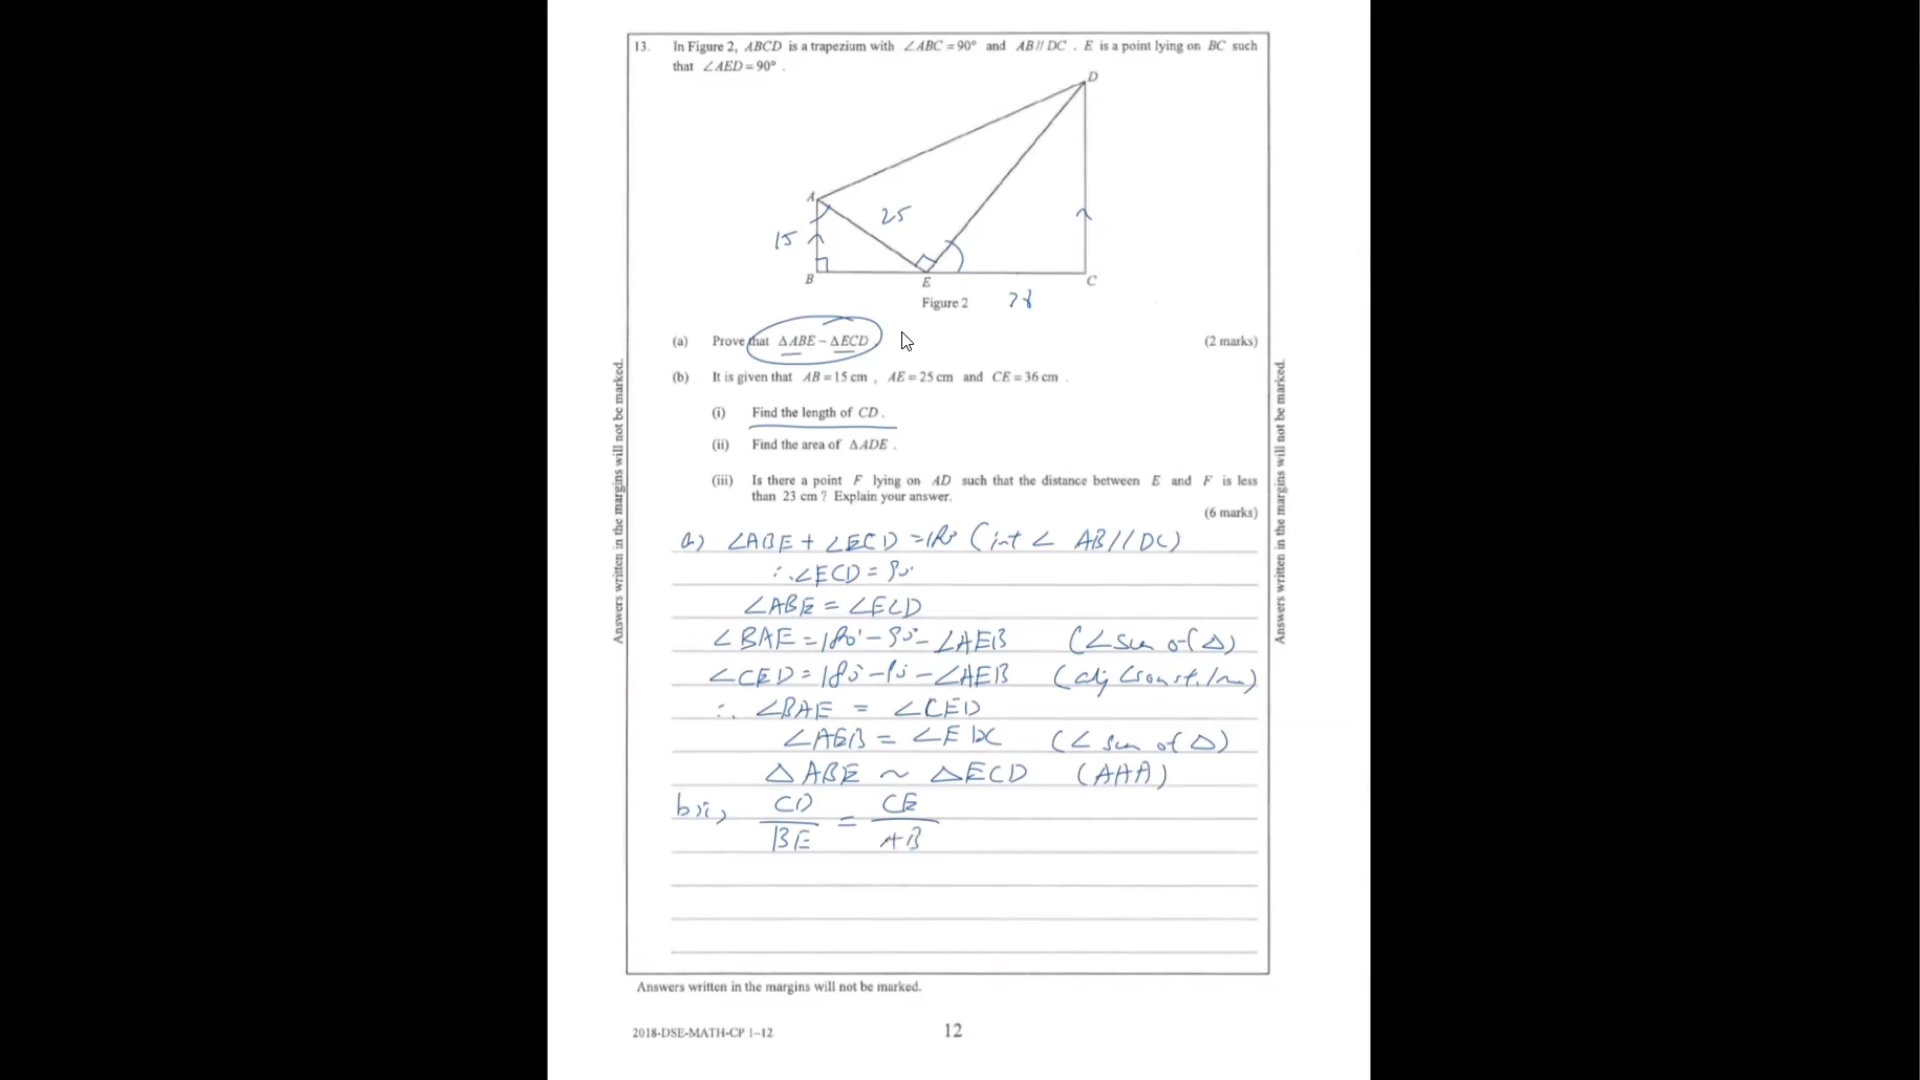 13. In Figure 2, ABCD is a trapezium with ∠ABC = 90° and AB // DC . E is a point lying on BC such
that ∠AED = 90° .
D
A
25
15
B
E
C
Figure 2
(a) Prove that ΔABE ~ ΔECD (2 marks)
(b) It is given that AB = 15 cm , AE = 25 cm and CE = 36 cm .
(i) Find the length of CD .
(ii) Find the area of ΔADE .
(iii) Is there a point F lying on AD such that the distance between E and F is less
than 23 cm ? Explain your answer.
(6 marks)
a) ∠ABE + ∠ECD = 180° (int ∠ AB//DC)
∴ ∠ECD = 90°
∠ABE = ∠ECD
∠BAE = 180° - 90° - ∠AEB (∠ sum of Δ)
∠CED = 180° - 90° - ∠AEB (adj ∠s on st. line)
∴ ∠BAE = ∠CED
∠AEB = ∠EDC (∠ sum of Δ)
Δ ABE ~ Δ ECD (AAA)
bi) CD/BE = CE/AB
Answers written in the margins will not be marked.
Answers written in the margins will not be marked.
Answers written in the margins will not be marked.
2018-DSE-MATH-CP 1–12
12